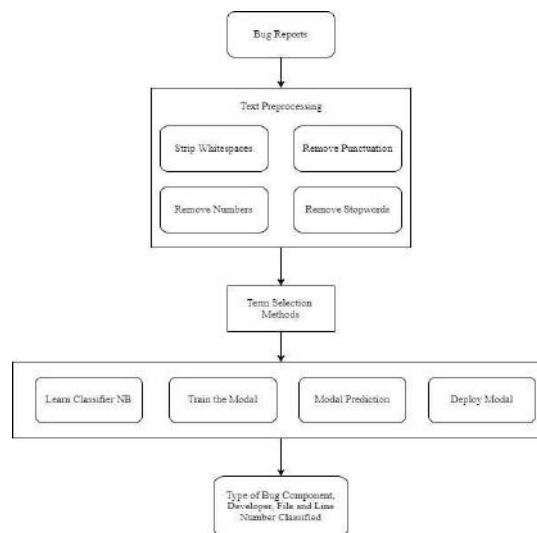 Bug Reports
Text Preprocessing
Strip Whitespaces
Remove Punctuation
Remove Numbers
Remove Stopwords
Term Selection
Methods
Learn Classifier NB
Train the Modal
Modal Prediction
Deploy Modal
Type of Bug Component,
Developer, File and Line
Number Classified